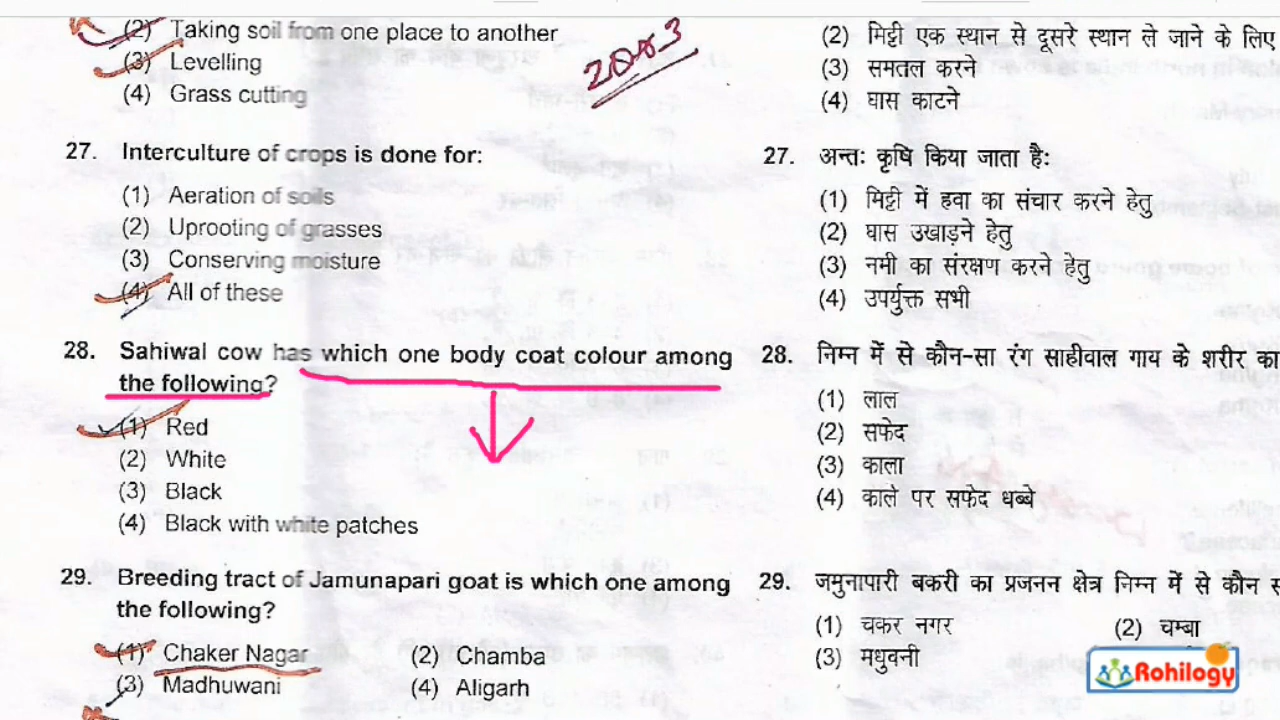 (2) Taking soil from one place to another
(3) Levelling
(4) Grass cutting
27. Interculture of crops is done for:
(1) Aeration of soils
(2) Uprooting of grasses
(3) Conserving moisture
(4) All of these
28. Sahiwal cow has which one body coat colour among
the following?
(1) Red
(2) White
(3) Black
(4) Black with white patches
29. Breeding tract of Jamunapari goat is which one among
the following?
(1) Chaker Nagar (2) Chamba
(3) Madhuwani (4) Aligarh
(2) मिट्टी एक स्थान से दूसरे स्थान ले जाने के लिए
(3) समतल करने
(4) घास काटने
27. अन्तः कृषि किया जाता हैः
(1) मिट्टी में हवा का संचार करने हेतु
(2) घास उखाड़ने हेतु
(3) नमी का संरक्षण करने हेतु
(4) उपर्युक्त सभी
28. निम्न में से कौन-सा रंग साहीवाल गाय के शरीर का
(1) लाल
(2) सफेद
(3) काला
(4) काले पर सफेद धब्बे
29. जमुनापारी बकरी का प्रजनन क्षेत्र निम्न में से कौन
(1) चकर नगर (2) चम्बा
(3) मधुवनी
Rohilogy